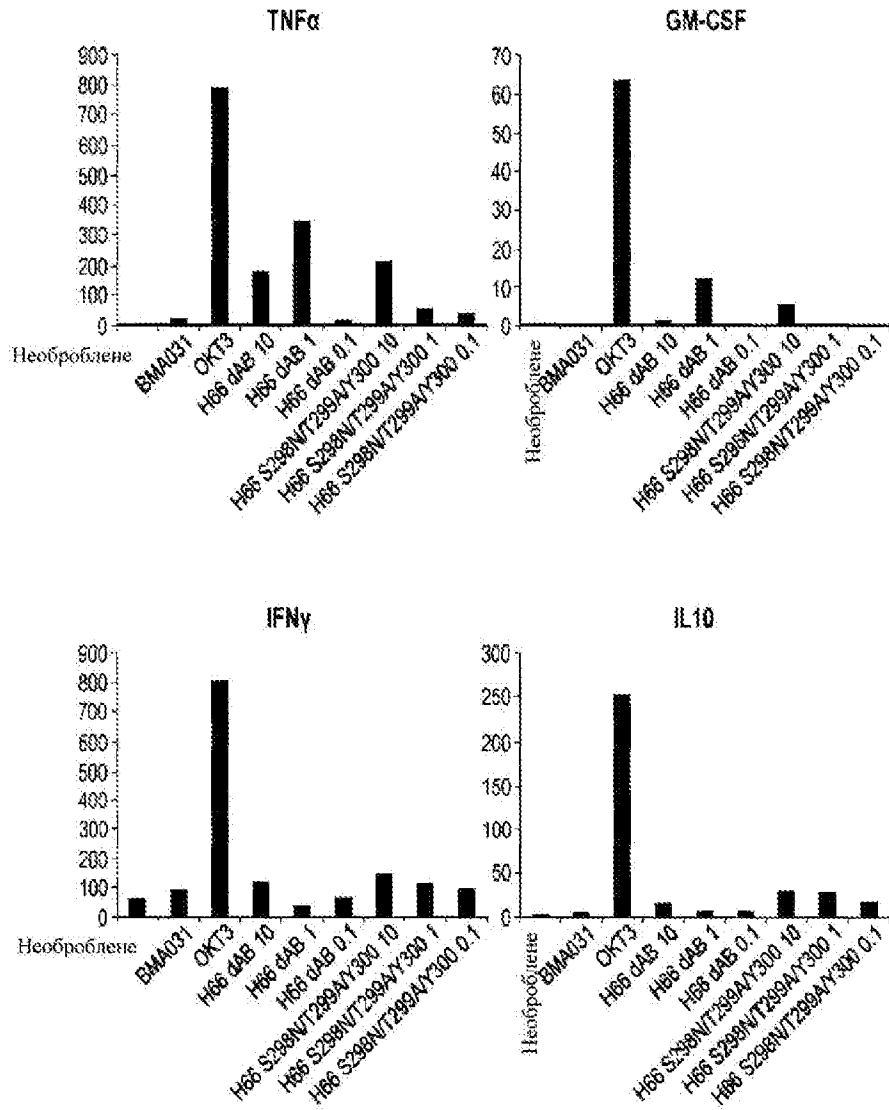 TNFα
900
800
700
600
500
400
300
200
100
0
Необроблене
BMA031
OKT3
H66 dAB 10
H66 dAB 1
H66 dAB 0.1
H66 S298N/T299A/Y300 10
H66 S298N/T299A/Y300 1
H66 S298N/T299A/Y300 0.1
GM-CSF
70
60
50
40
30
20
10
0
Необроблене
BMA031
OKT3
H66 dAB 10
H66 dAB 1
H66 dAB 0.1
H66 S298N/T299A/Y300 10
H66 S298N/T299A/Y300 1
H66 S298N/T299A/Y300 0.1
IFNγ
900
800
700
600
500
400
300
200
100
0
Необроблене
BMA031
OKT3
H66 dAB 10
H66 dAB 1
H66 dAB 0.1
H66 S298N/T299A/Y300 10
H66 S298N/T299A/Y300 1
H66 S298N/T299A/Y300 0.1
IL10
300
250
200
150
100
50
0
Необроблене
BMA031
OKT3
H66 dAB 10
H66 dAB 1
H66 dAB 0.1
H66 S298N/T299A/Y300 10
H66 S298N/T299A/Y300 1
H66 S298N/T299A/Y300 0.1